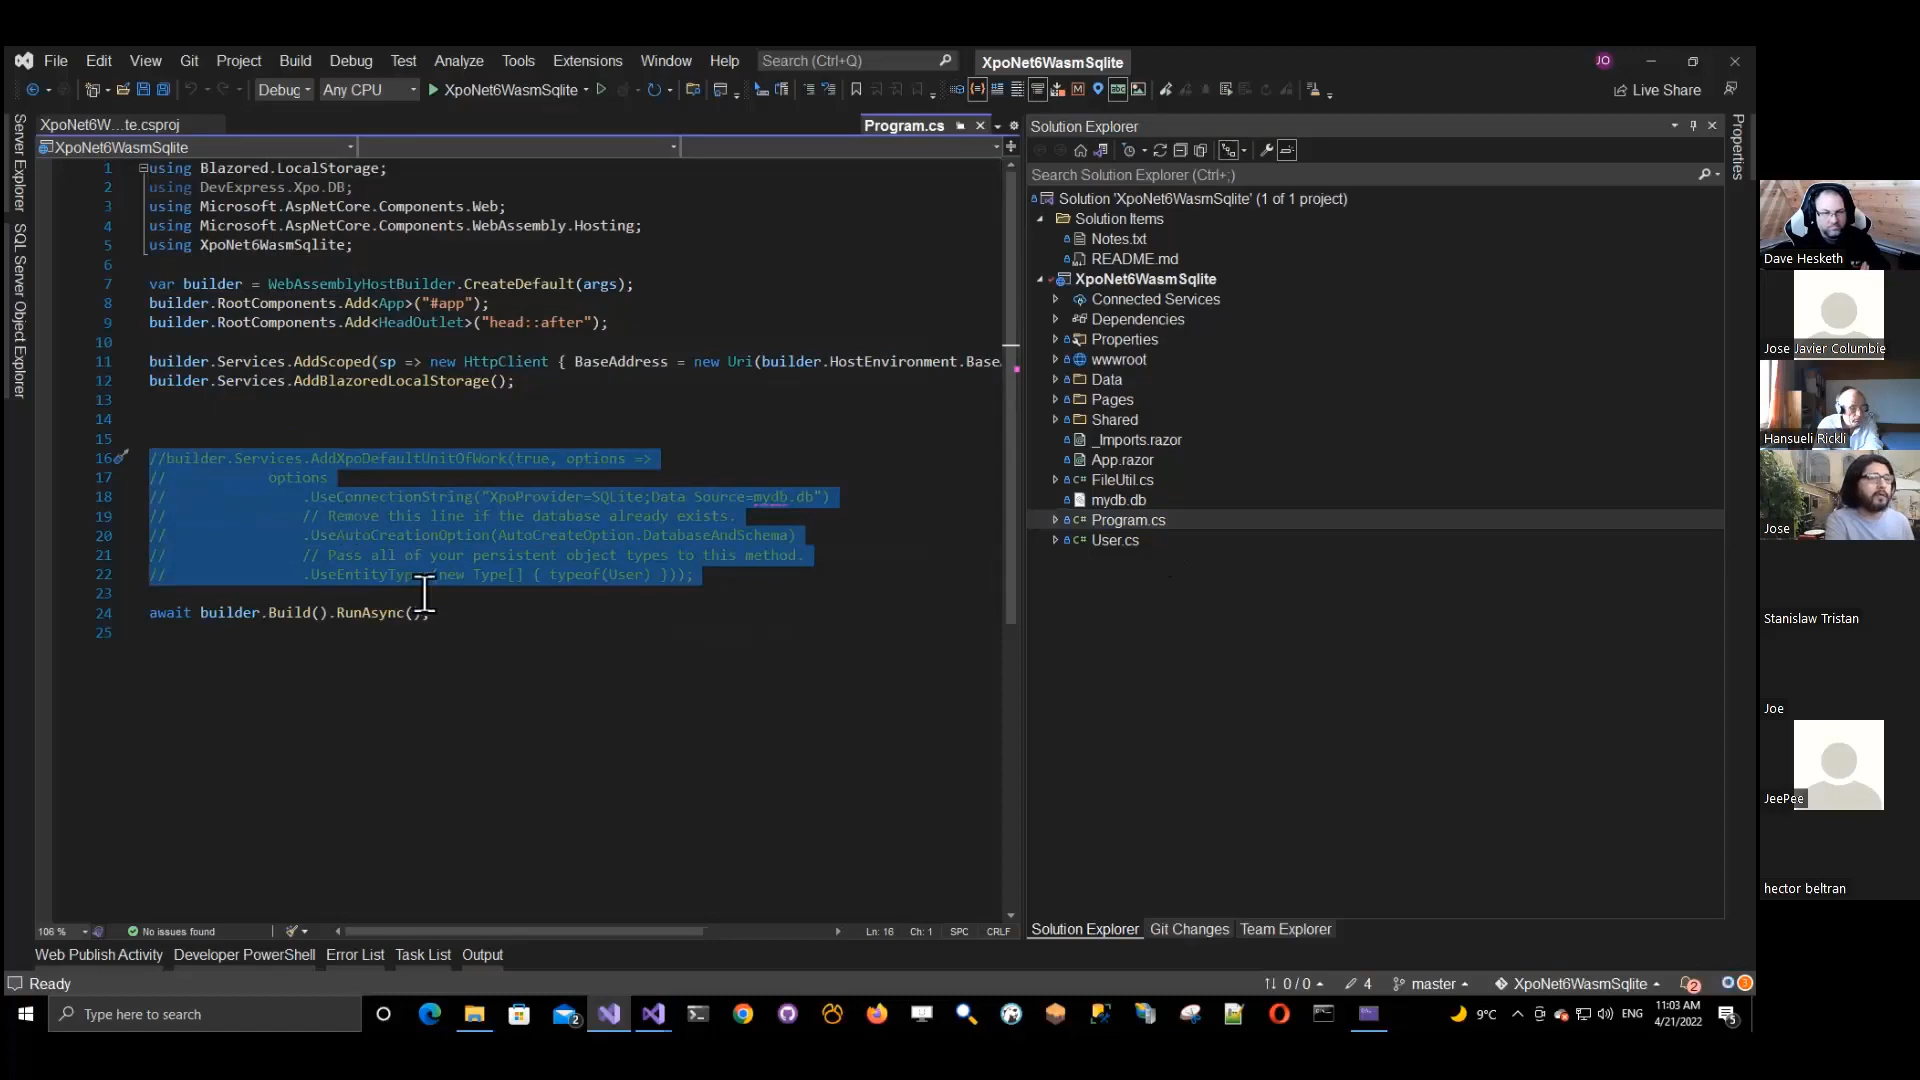 File Edit View Git Project Build Debug Test Analyze Tools Extensions Window Help Search (Ctrl+Q) XpoNet6WasmSqlite JO
Debug Any CPU XpoNet6WasmSqlite Live Share
XpoNet6W...te.csproj Program.cs
XpoNet6WasmSqlite
Server Explorer
SQL Server Object Explorer
1 using Blazored.LocalStorage;
2 using DevExpress.Xpo.DB;
3 using Microsoft.AspNetCore.Components.Web;
4 using Microsoft.AspNetCore.Components.WebAssembly.Hosting;
5 using XpoNet6WasmSqlite;
6
7 var builder = WebAssemblyHostBuilder.CreateDefault(args);
8 builder.RootComponents.Add<App>("#app");
9 builder.RootComponents.Add<HeadOutlet>("head::after");
10
11 builder.Services.AddScoped(sp => new HttpClient { BaseAddress = new Uri(builder.HostEnvironment.Base
12 builder.Services.AddBlazoredLocalStorage();
13
14
15
16 //builder.Services.AddXpoDefaultUnitOfWork(true, options =>
17 // options
18 // .UseConnectionString("XpoProvider=SQLite;Data Source=mydb.db")
19 // // Remove this line if the database already exists.
20 // .UseAutoCreationOption(AutoCreateOption.DatabaseAndSchema)
21 // // Pass all of your persistent object types to this method.
22 // .UseEntityTyp (new Type[] { typeof(User) }));
23
24 await builder.Build().RunAsync();
25
106 % No issues found Ln: 16 Ch: 1 SPC CRLF
Solution Explorer
Search Solution Explorer (Ctrl+;)
Solution 'XpoNet6WasmSqlite' (1 of 1 project)
Solution Items
Notes.txt
README.md
XpoNet6WasmSqlite
Connected Services
Dependencies
Properties
wwwroot
Data
Pages
Shared
_Imports.razor
App.razor
FileUtil.cs
mydb.db
Program.cs
User.cs
Solution Explorer Git Changes Team Explorer
Properties
Web Publish Activity Developer PowerShell Error List Task List Output
Ready 0 / 0 4 master XpoNet6WasmSqlite 2 3
Type here to search 2 9°C ENG 11:03 AM
4/21/2022 5
Dave Hesketh
Jose Javier Columbie
Hansueli Rickli
Jose
Stanislaw Tristan
Joe
JeePee
hector beltran